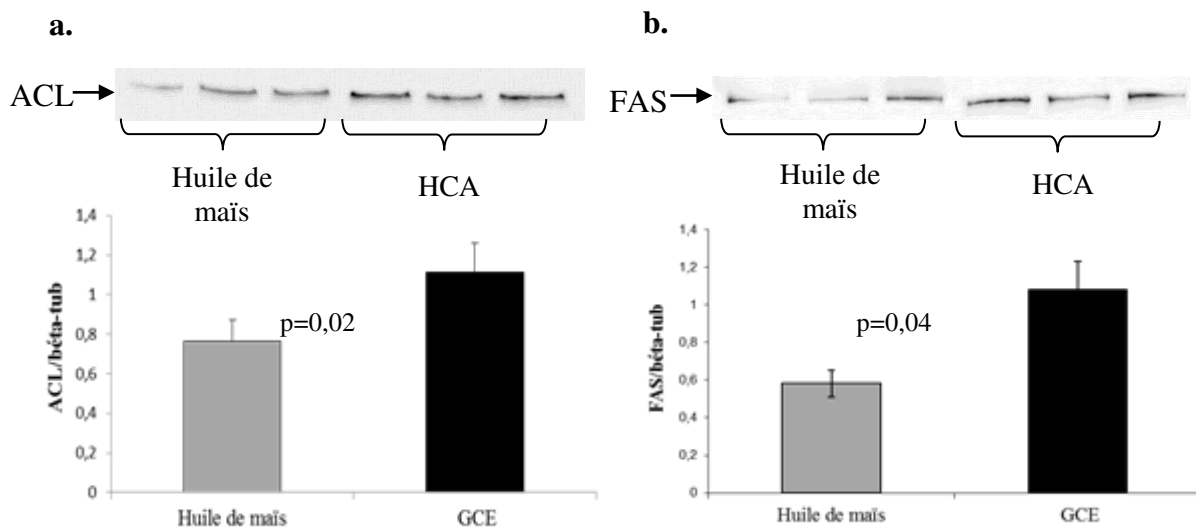 a.
ACL
Huile de
maïs
HCA
1,4
1,2
1
0,8
0,6
0,4
0,2
0
ACL/béta-tub
p=0,02
Huile de maïs
GCE
b.
FAS
Huile de
maïs
HCA
1,4
1,2
1
0,8
0,6
0,4
0,2
0
FAS/béta-tub
p=0,04
Huile de maïs
GCE